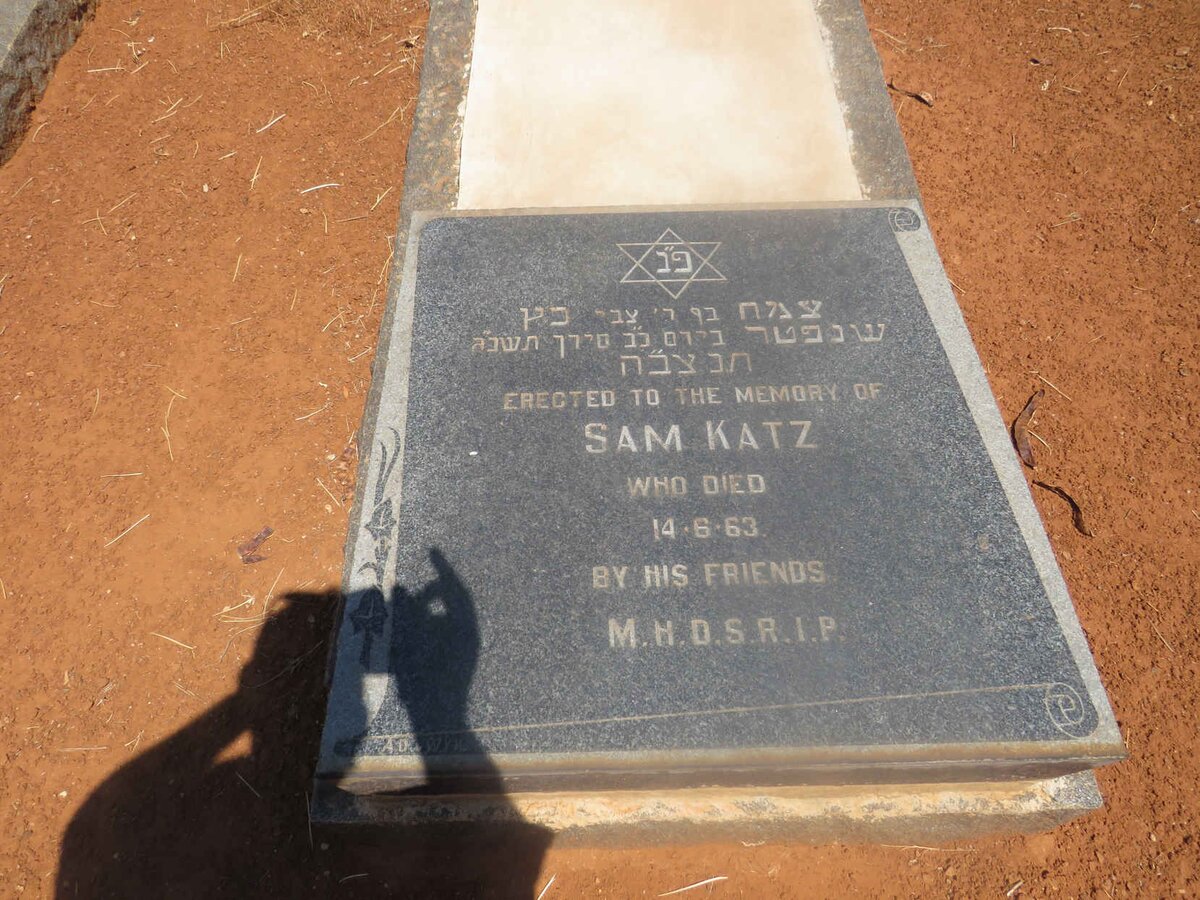 פ״נ
צמח בן ר׳ צבי כץ
שנפטר ביום כ״ב סיון תשכ״ג
תנצב״ה
ERECTED TO THE MEMORY OF
SAM KATZ
WHO DIED
14·6·63.
BY HIS FRIENDS
M.H.D.S.R.I.P.